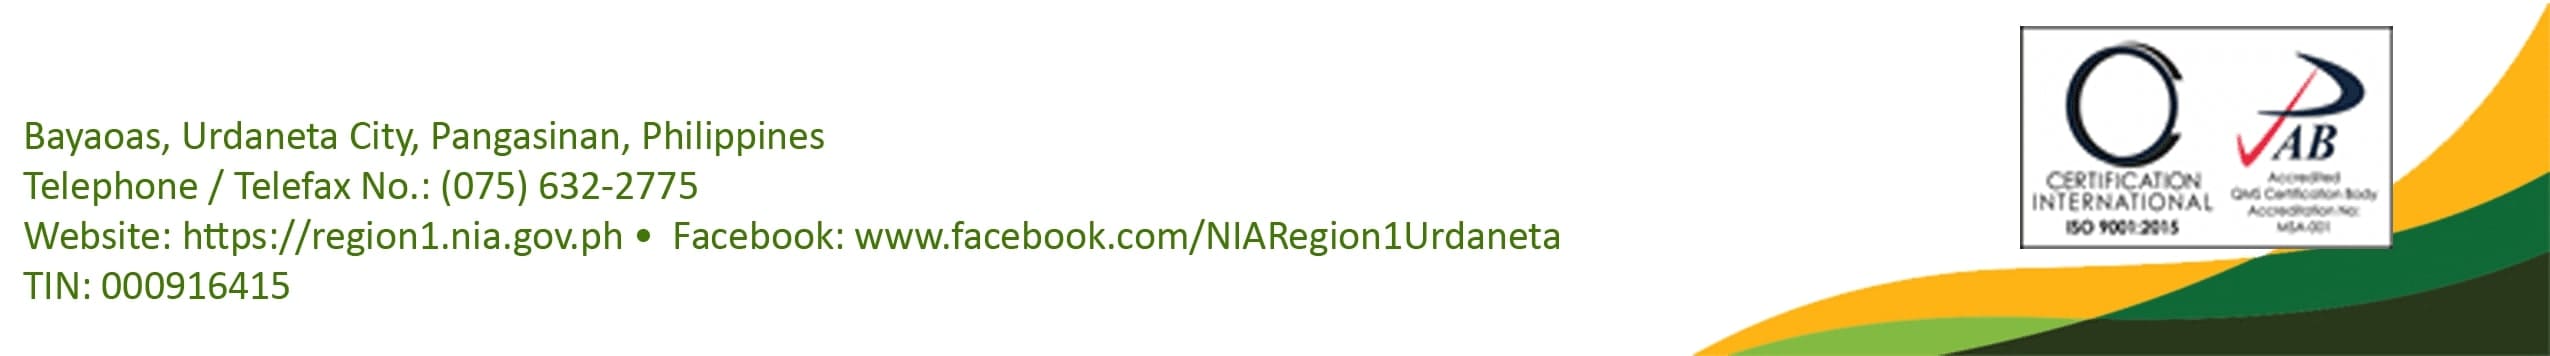 Bayaoas, Urdaneta City, Pangasinan, Philippines
Telephone / Telefax No.: (075) 632-2775
Website: https://region1.nia.gov.ph • Facebook: www.facebook.com/NIARegion1Urdaneta
TIN: 000916415
CERTIFICATION
INTERNATIONAL
ISO 9001:2015
PAB
Accredited
QMS Certification Body
Accreditation No:
MSA-001